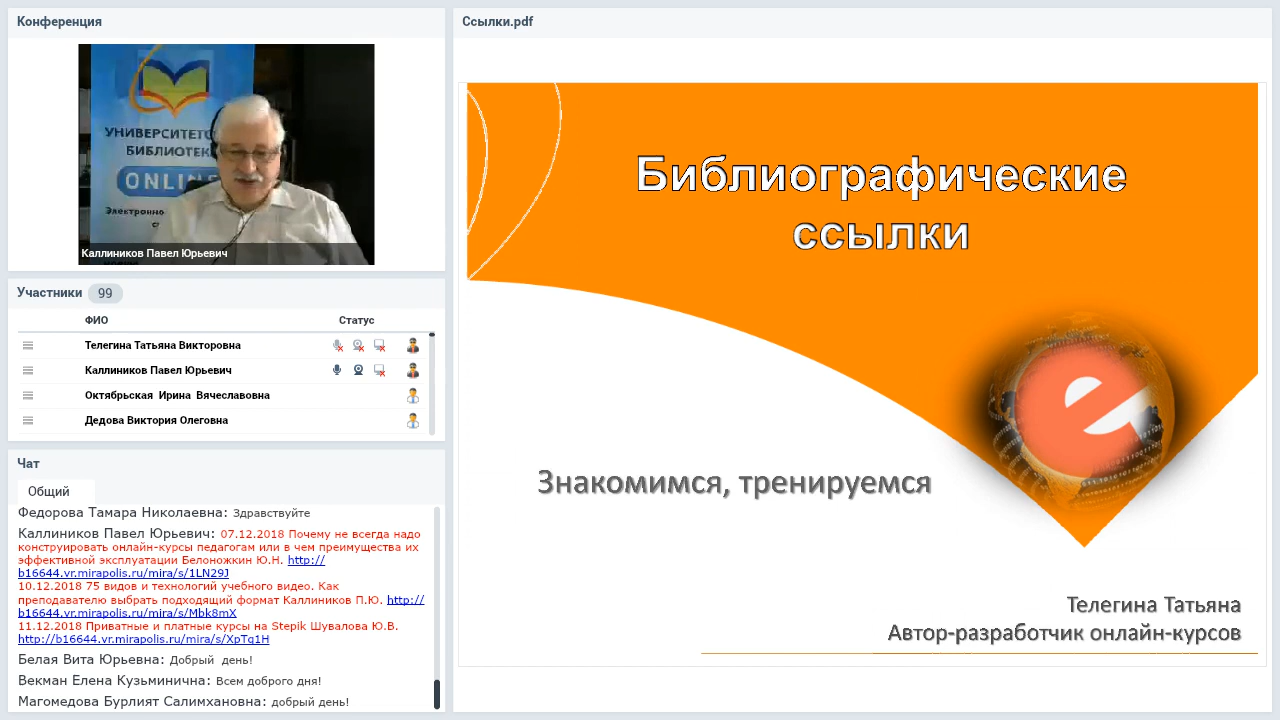 Конференция
УНИВЕРСИТЕТС
БИБЛИОТЕК
ONLINE
Электронно
Каллиников Павел Юрьевич
Участники 99
ФИО Статус
Телегина Татьяна Викторовна
Каллиников Павел Юрьевич
Октябрьская Ирина Вячеславовна
Дедова Виктория Олеговна
Чат
Общий
Федорова Тамара Николаевна: Здравствуйте
Каллиников Павел Юрьевич: 07.12.2018 Почему не всегда надо
конструировать онлайн-курсы педагогам или в чем преимущества их
эффективной эксплуатации Белоножкин Ю.Н. http://
b16644.vr.mirapolis.ru/mira/s/1LN29J
10.12.2018 75 видов и технологий учебного видео. Как
преподавателю выбрать подходящий формат Каллиников П.Ю. http://
b16644.vr.mirapolis.ru/mira/s/Mbk8mX
11.12.2018 Приватные и платные курсы на Stepik Шувалова Ю.В.
http://b16644.vr.mirapolis.ru/mira/s/XpTq1H
Белая Вита Юрьевна: Добрый день!
Векман Елена Кузьминична: Всем доброго дня!
Магомедова Бурлият Салимхановна: добрый день!
Ссылки.pdf
Библиографические
ссылки
Знакомимся, тренируемся
Телегина Татьяна
Автор-разработчик онлайн-курсов